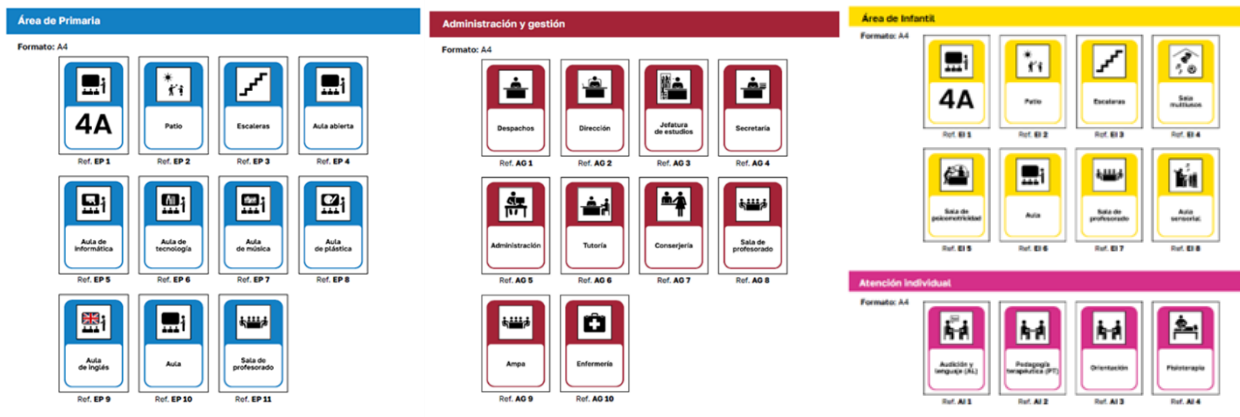 Área de Primaria
Formato: A4
4A
Patio
Escaleras
Aula abierta
Ref. EP 1
Ref. EP 2
Ref. EP 3
Ref. EP 4
Aula de
informática
Aula de
tecnología
Aula
de música
Aula
de plástica
Ref. EP 5
Ref. EP 6
Ref. EP 7
Ref. EP 8
Aula
de inglés
Aula
Sala de
profesorado
Ref. EP 9
Ref. EP 10
Ref. EP 11
Administración y gestión
Formato: A4
Despachos
Dirección
Jefatura
de estudios
Secretaría
Ref. AG 1
Ref. AG 2
Ref. AG 3
Ref. AG 4
Administración
Tutoría
Conserjería
Sala de
profesorado
Ref. AG 5
Ref. AG 6
Ref. AG 7
Ref. AG 8
Ampa
Enfermería
Ref. AG 9
Ref. AG 10
Área de Infantil
Formato: A4
4A
Patio
Escaleras
Sala
multiusos
Ref. EI 1
Ref. EI 2
Ref. EI 3
Ref. EI 4
Sala de
psicomotricidad
Aula
Sala de
profesorado
Aula
sensorial
Ref. EI 5
Ref. EI 6
Ref. EI 7
Ref. EI 8
Atención individual
Formato: A4
Audición y
lenguaje (AL)
Pedagogía
terapéutica (PT)
Orientación
Fisioterapia
Ref. AI 1
Ref. AI 2
Ref. AI 3
Ref. AI 4